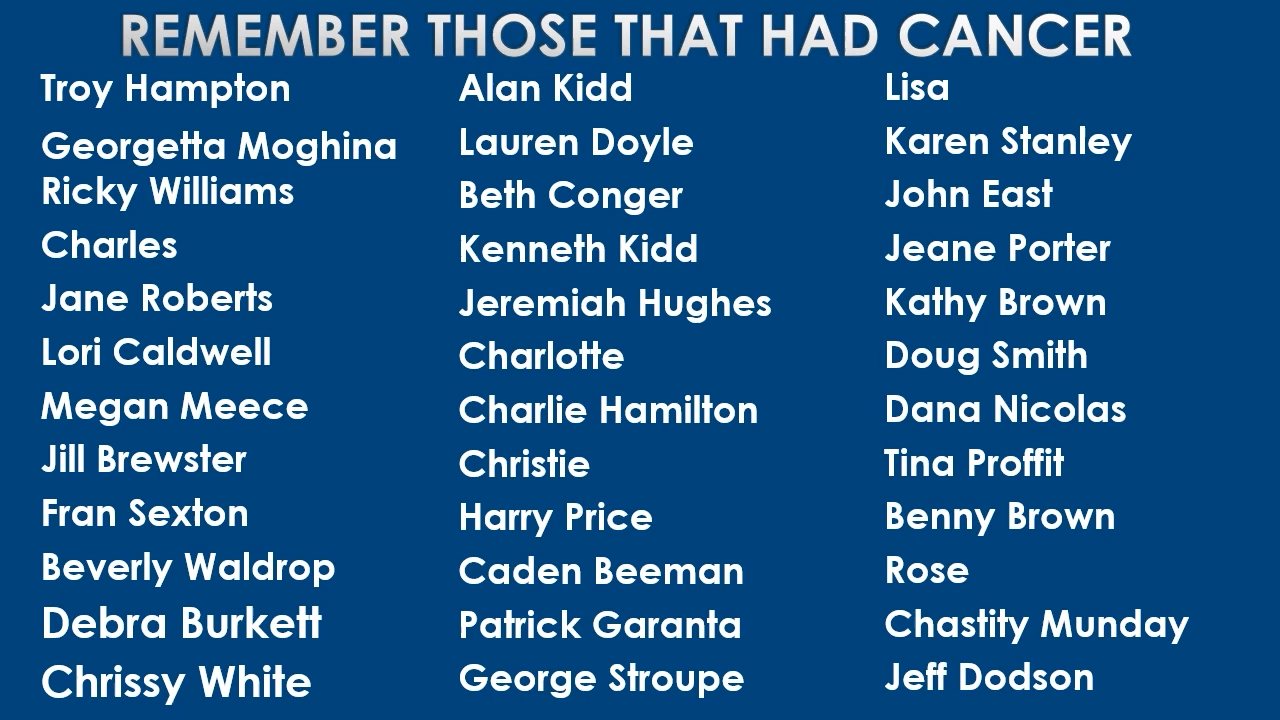 REMEMBER THOSE THAT HAD CANCER
Troy Hampton
Georgetta Moghina
Ricky Williams
Charles
Jane Roberts
Lori Caldwell
Megan Meece
Jill Brewster
Fran Sexton
Beverly Waldrop
Debra Burkett
Chrissy White
Alan Kidd
Lauren Doyle
Beth Conger
Kenneth Kidd
Jeremiah Hughes
Charlotte
Charlie Hamilton
Christie
Harry Price
Caden Beeman
Patrick Garanta
George Stroupe
Lisa
Karen Stanley
John East
Jeane Porter
Kathy Brown
Doug Smith
Dana Nicolas
Tina Proffit
Benny Brown
Rose
Chastity Munday
Jeff Dodson